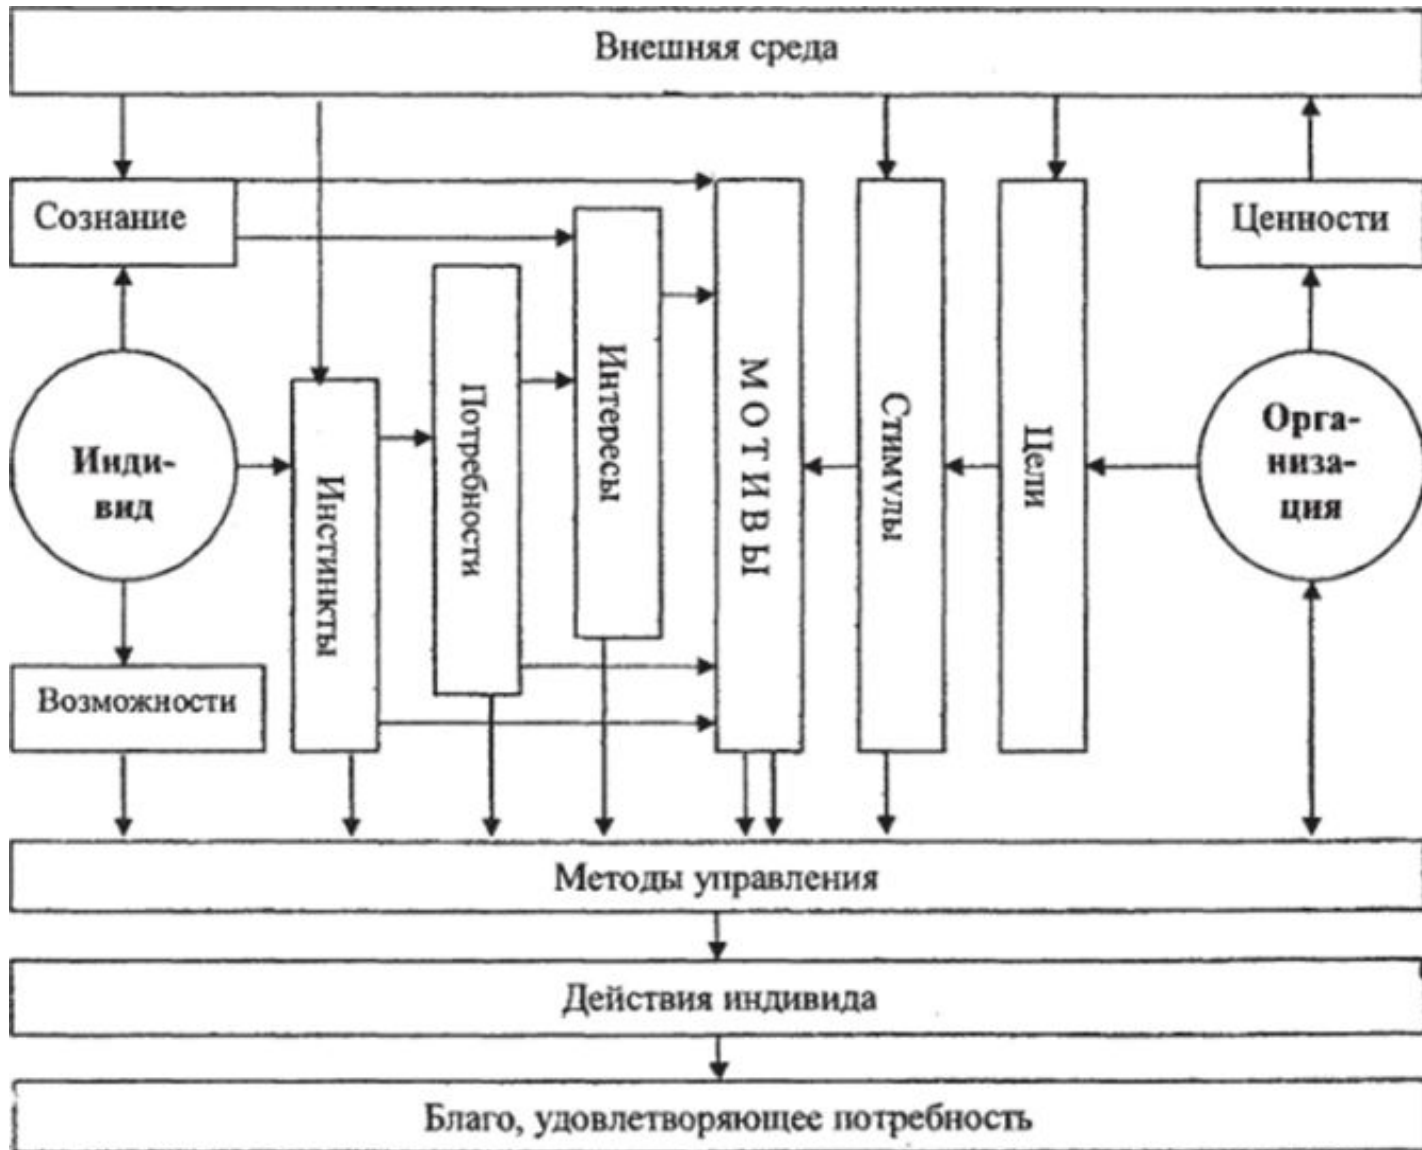 Внешняя среда
Сознание
Ценности
Инди-
вид
Инстинкты
Потребности
Интересы
МОТИВЫ
Стимулы
Цели
Орга-
низа-
ция
Возможности
Методы управления
Действия индивида
Благо, удовлетворяющее потребность